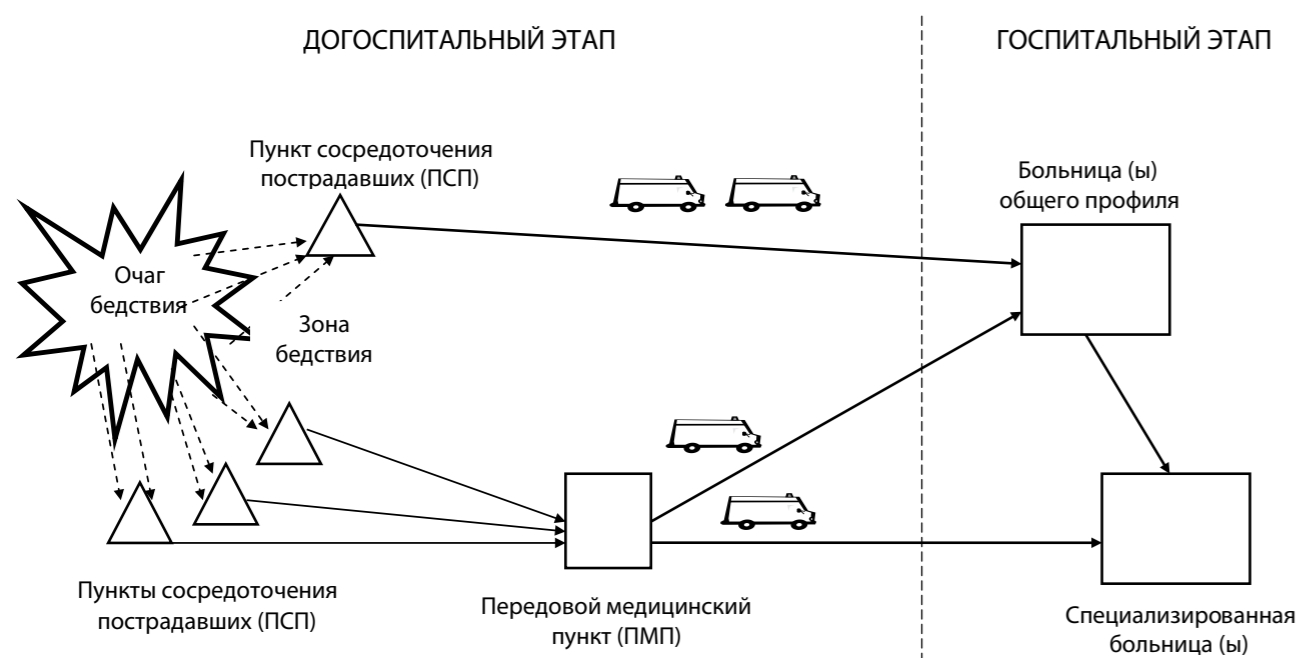 ДОГОСПИТАЛЬНЫЙ ЭТАП
ГОСПИТАЛЬНЫЙ ЭТАП
Пункт сосредоточения
пострадавших (ПСП)
Больница (ы)
общего профиля
Очаг
бедствия
Зона
бедствия
Пункты сосредоточения
пострадавших (ПСП)
Передовой медицинский
пункт (ПМП)
Специализированная
больница (ы)